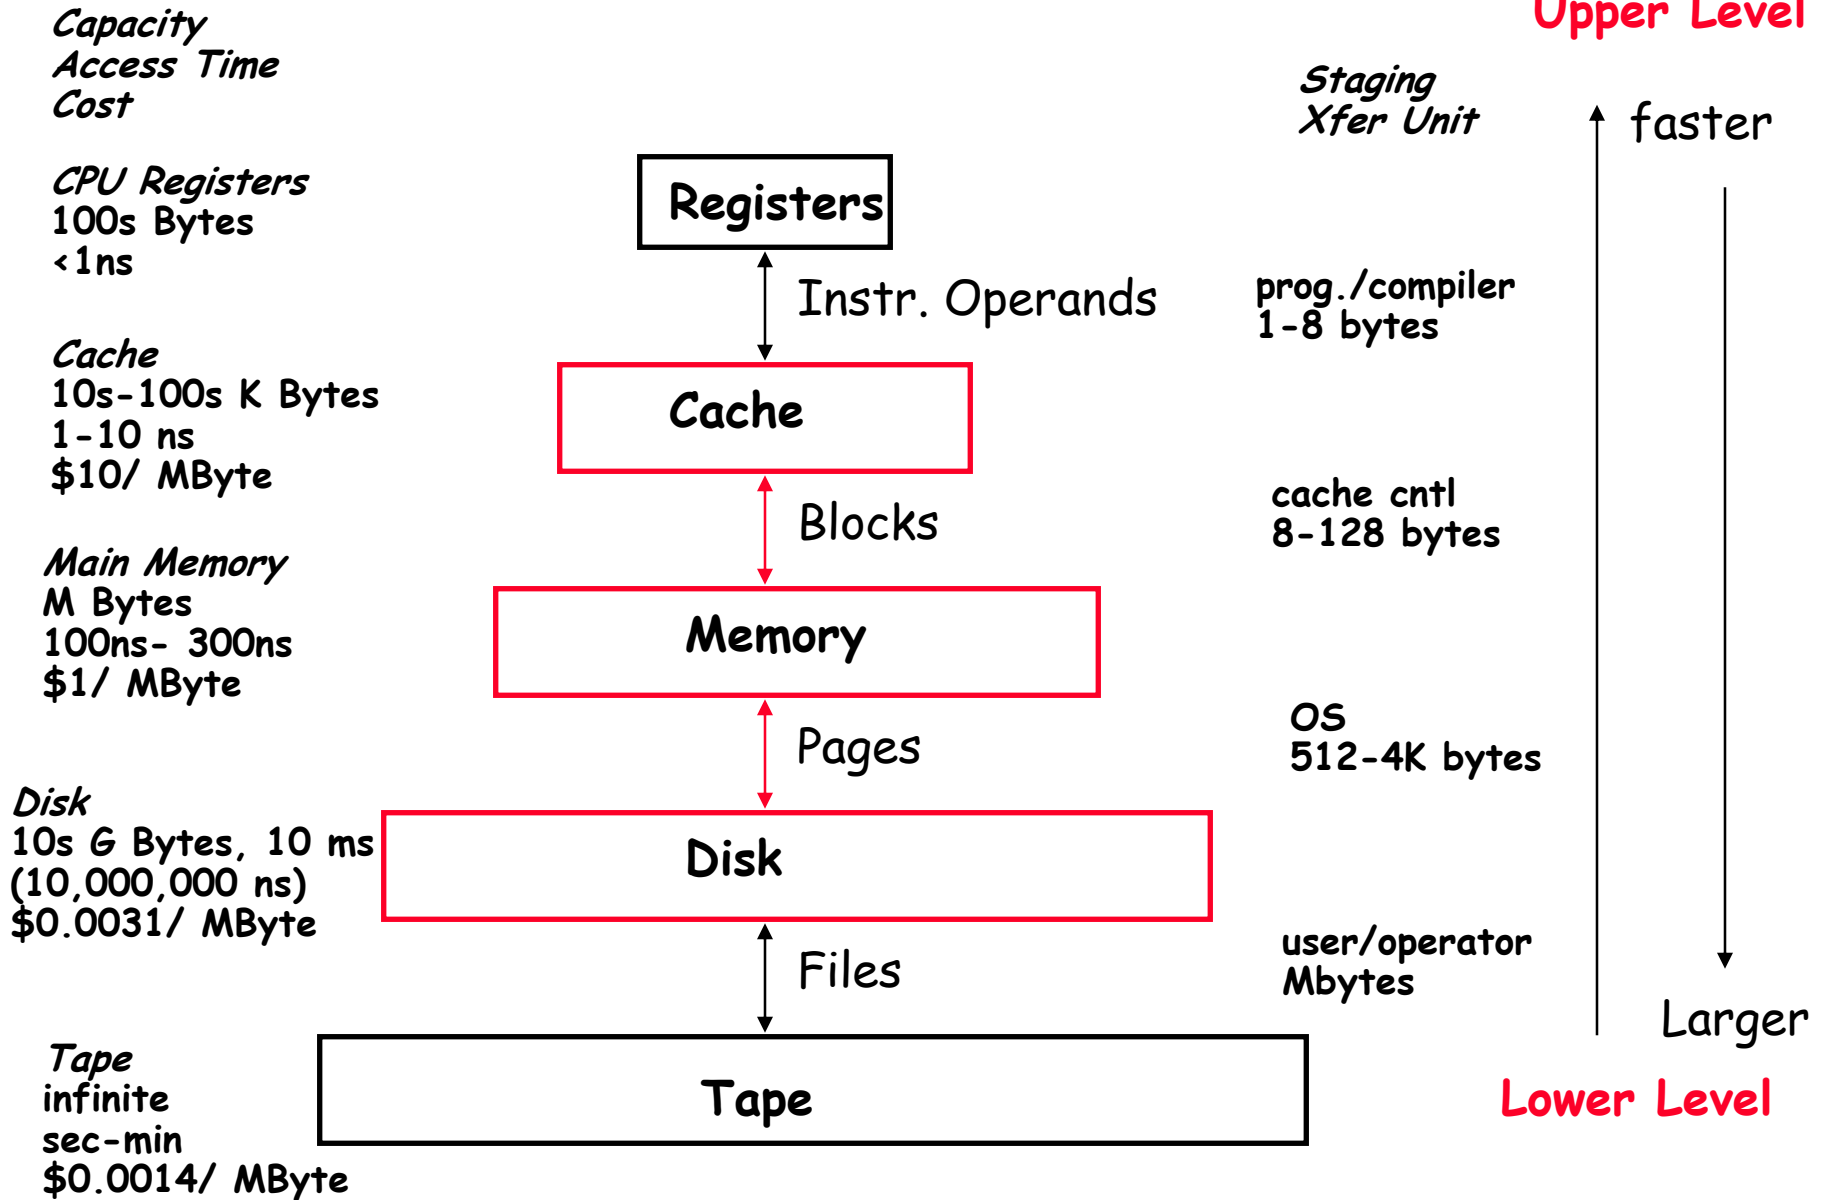 Capacity
Access Time
Cost
Upper Level
Staging
Xfer Unit
faster
CPU Registers
100s Bytes
<1ns
Registers
Instr. Operands
prog./compiler
1-8 bytes
Cache
10s-100s K Bytes
1-10 ns
$10/ MByte
Cache
Blocks
cache cntl
8-128 bytes
Main Memory
M Bytes
100ns- 300ns
$1/ MByte
Memory
Pages
OS
512-4K bytes
Disk
10s G Bytes, 10 ms
(10,000,000 ns)
$0.0031/ MByte
Disk
Files
user/operator
Mbytes
Larger
Tape
infinite
sec-min
$0.0014/ MByte
Tape
Lower Level